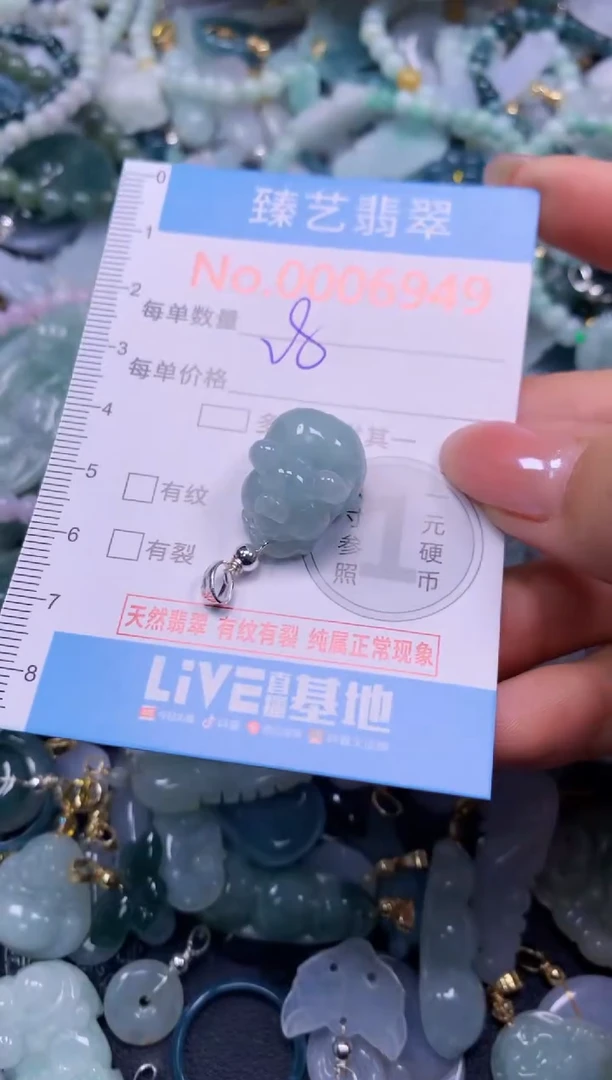 0
臻艺翡翠
1
No.0006949
2
每单数量
3
每单价格
4
其一
5
有纹
元
参
硬
6
有裂
照
1
币
7
天然翡翠 有纹有裂 纯属正常现象
8
LiVE直播基地